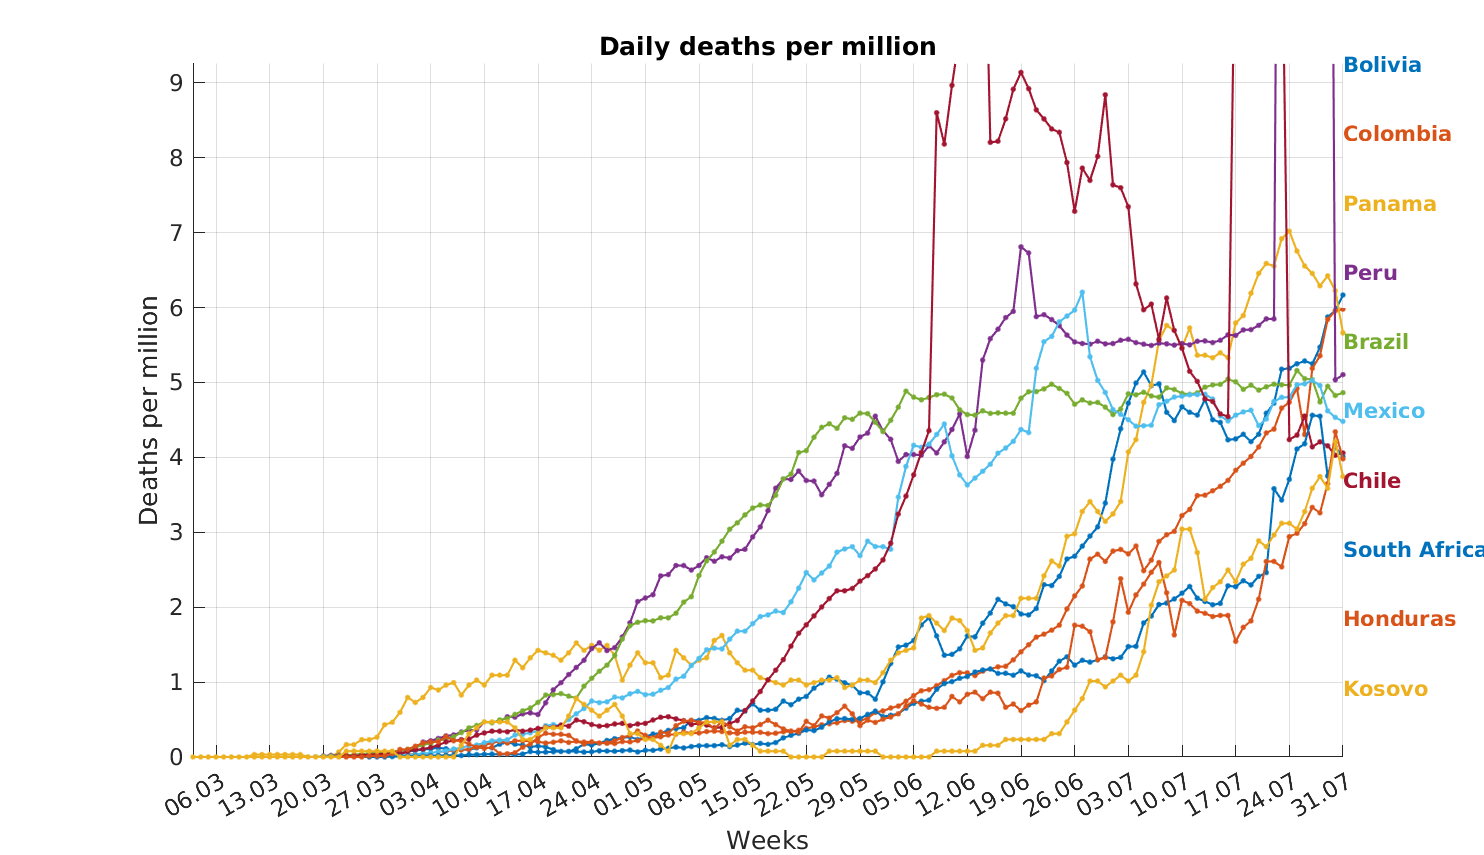 Daily deaths per million
Deaths per million
9
8
7
6
5
4
3
2
1
0
06.03
13.03
20.03
27.03
03.04
10.04
17.04
24.04
01.05
08.05
15.05
22.05
29.05
05.06
12.06
19.06
26.06
03.07
10.07
17.07
24.07
31.07
Weeks
Bolivia
Colombia
Panama
Peru
Brazil
Mexico
Chile
South Africa
Honduras
Kosovo